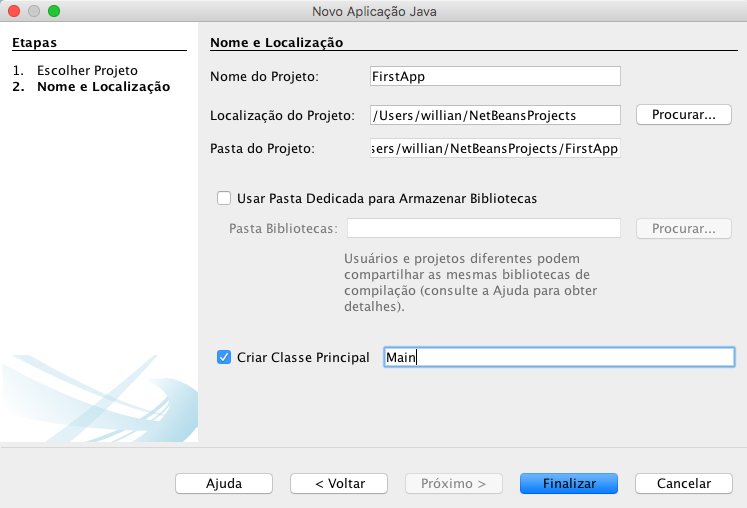 Novo Aplicação Java
Etapas
1. Escolher Projeto
2. Nome e Localização
Nome e Localização
Nome do Projeto: FirstApp
Localização do Projeto: /Users/willian/NetBeansProjects Procurar...
Pasta do Projeto: sers/willian/NetBeansProjects/FirstApp
Usar Pasta Dedicada para Armazenar Bibliotecas
Pasta Bibliotecas: Procurar...
Usuários e projetos diferentes podem
compartilhar as mesmas bibliotecas de
compilação (consulte a Ajuda para obter
detalhes).
Criar Classe Principal Main
Ajuda < Voltar Próximo > Finalizar Cancelar